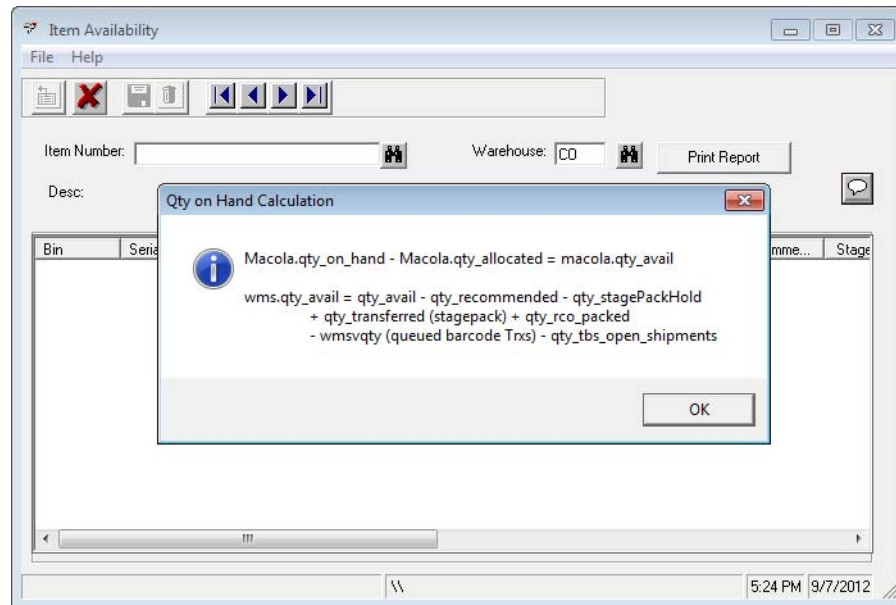 Item Availability
File Help
Item Number:
Warehouse: CO
Print Report
Desc:
Qty on Hand Calculation
Bin Seria mme... Stage
Macola.qty_on_hand - Macola.qty_allocated = macola.qty_avail
wms.qty_avail = qty_avail - qty_recommended - qty_stagePackHold
+ qty_transferred (stagepack) + qty_rco_packed
- wmsvqty (queued barcode Trxs) - qty_tbs_open_shipments
OK
\\ 5:24 PM 9/7/2012